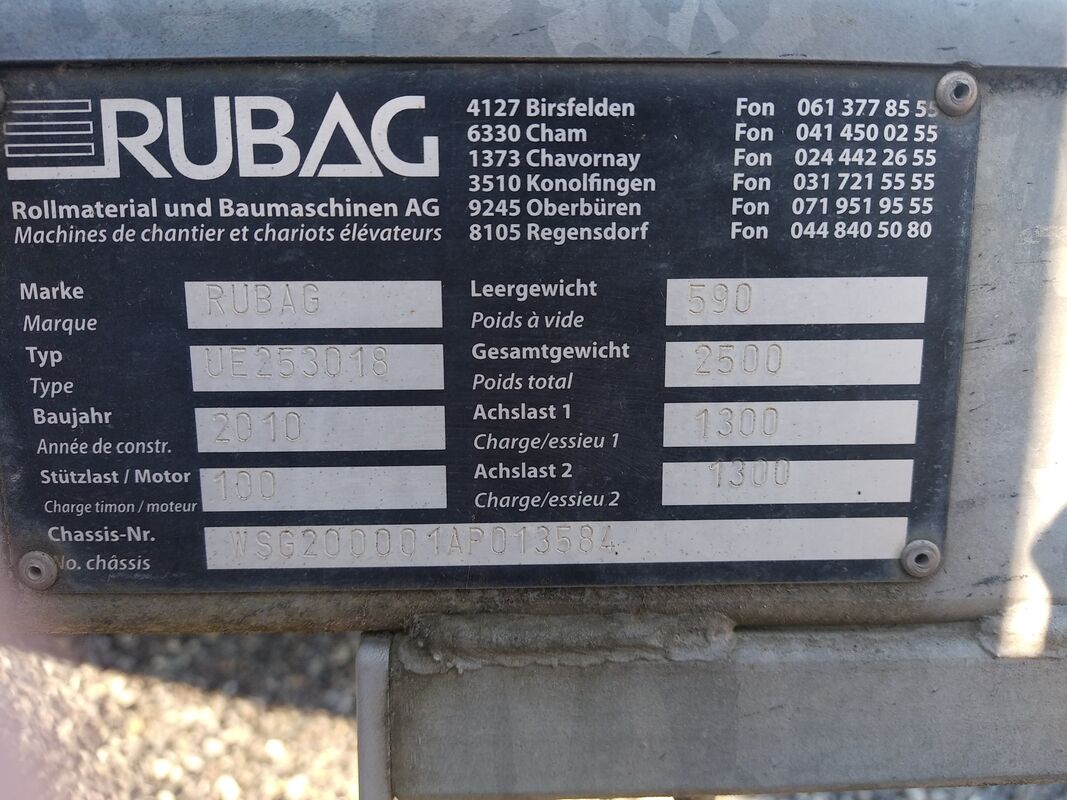 RUBAG
Rollmaterial und Baumaschinen AG
Machines de chantier et chariots élévateurs
4127 Birsfelden Fon 061 377 85 55
6330 Cham Fon 041 450 02 55
1373 Chavornay Fon 024 442 26 55
3510 Konolfingen Fon 031 721 55 55
9245 Oberbüren Fon 071 951 95 55
8105 Regensdorf Fon 044 840 50 80
Marke RUBAG
Marque
Typ UE253018
Type
Baujahr 2010
Année de constr.
Stützlast / Motor 100
Charge timon / moteur
Leergewicht 590
Poids à vide
Gesamtgewicht 2500
Poids total
Achslast 1 1300
Charge/essieu 1
Achslast 2 1300
Charge/essieu 2
Chassis-Nr. WSG200001AP013584
No. châssis